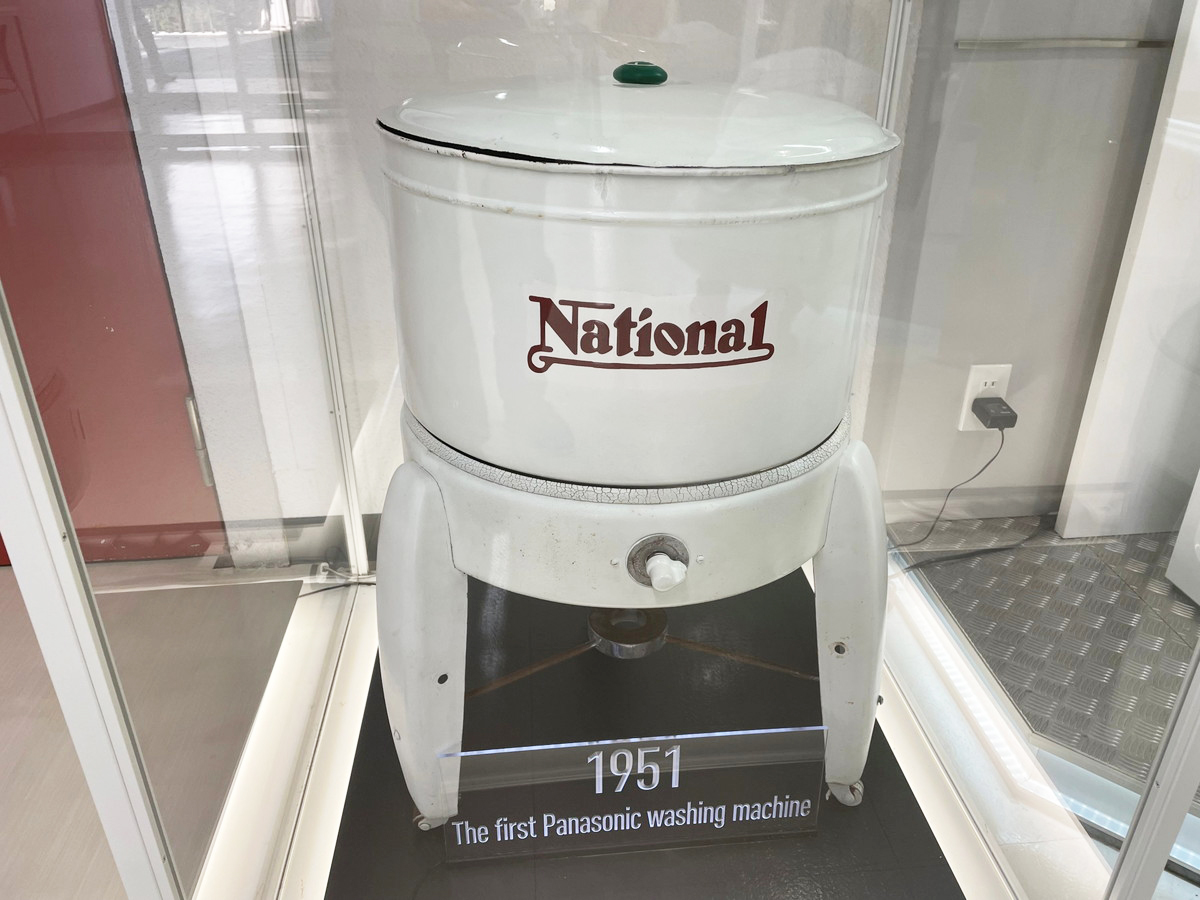 National
1951
The first Panasonic washing machine